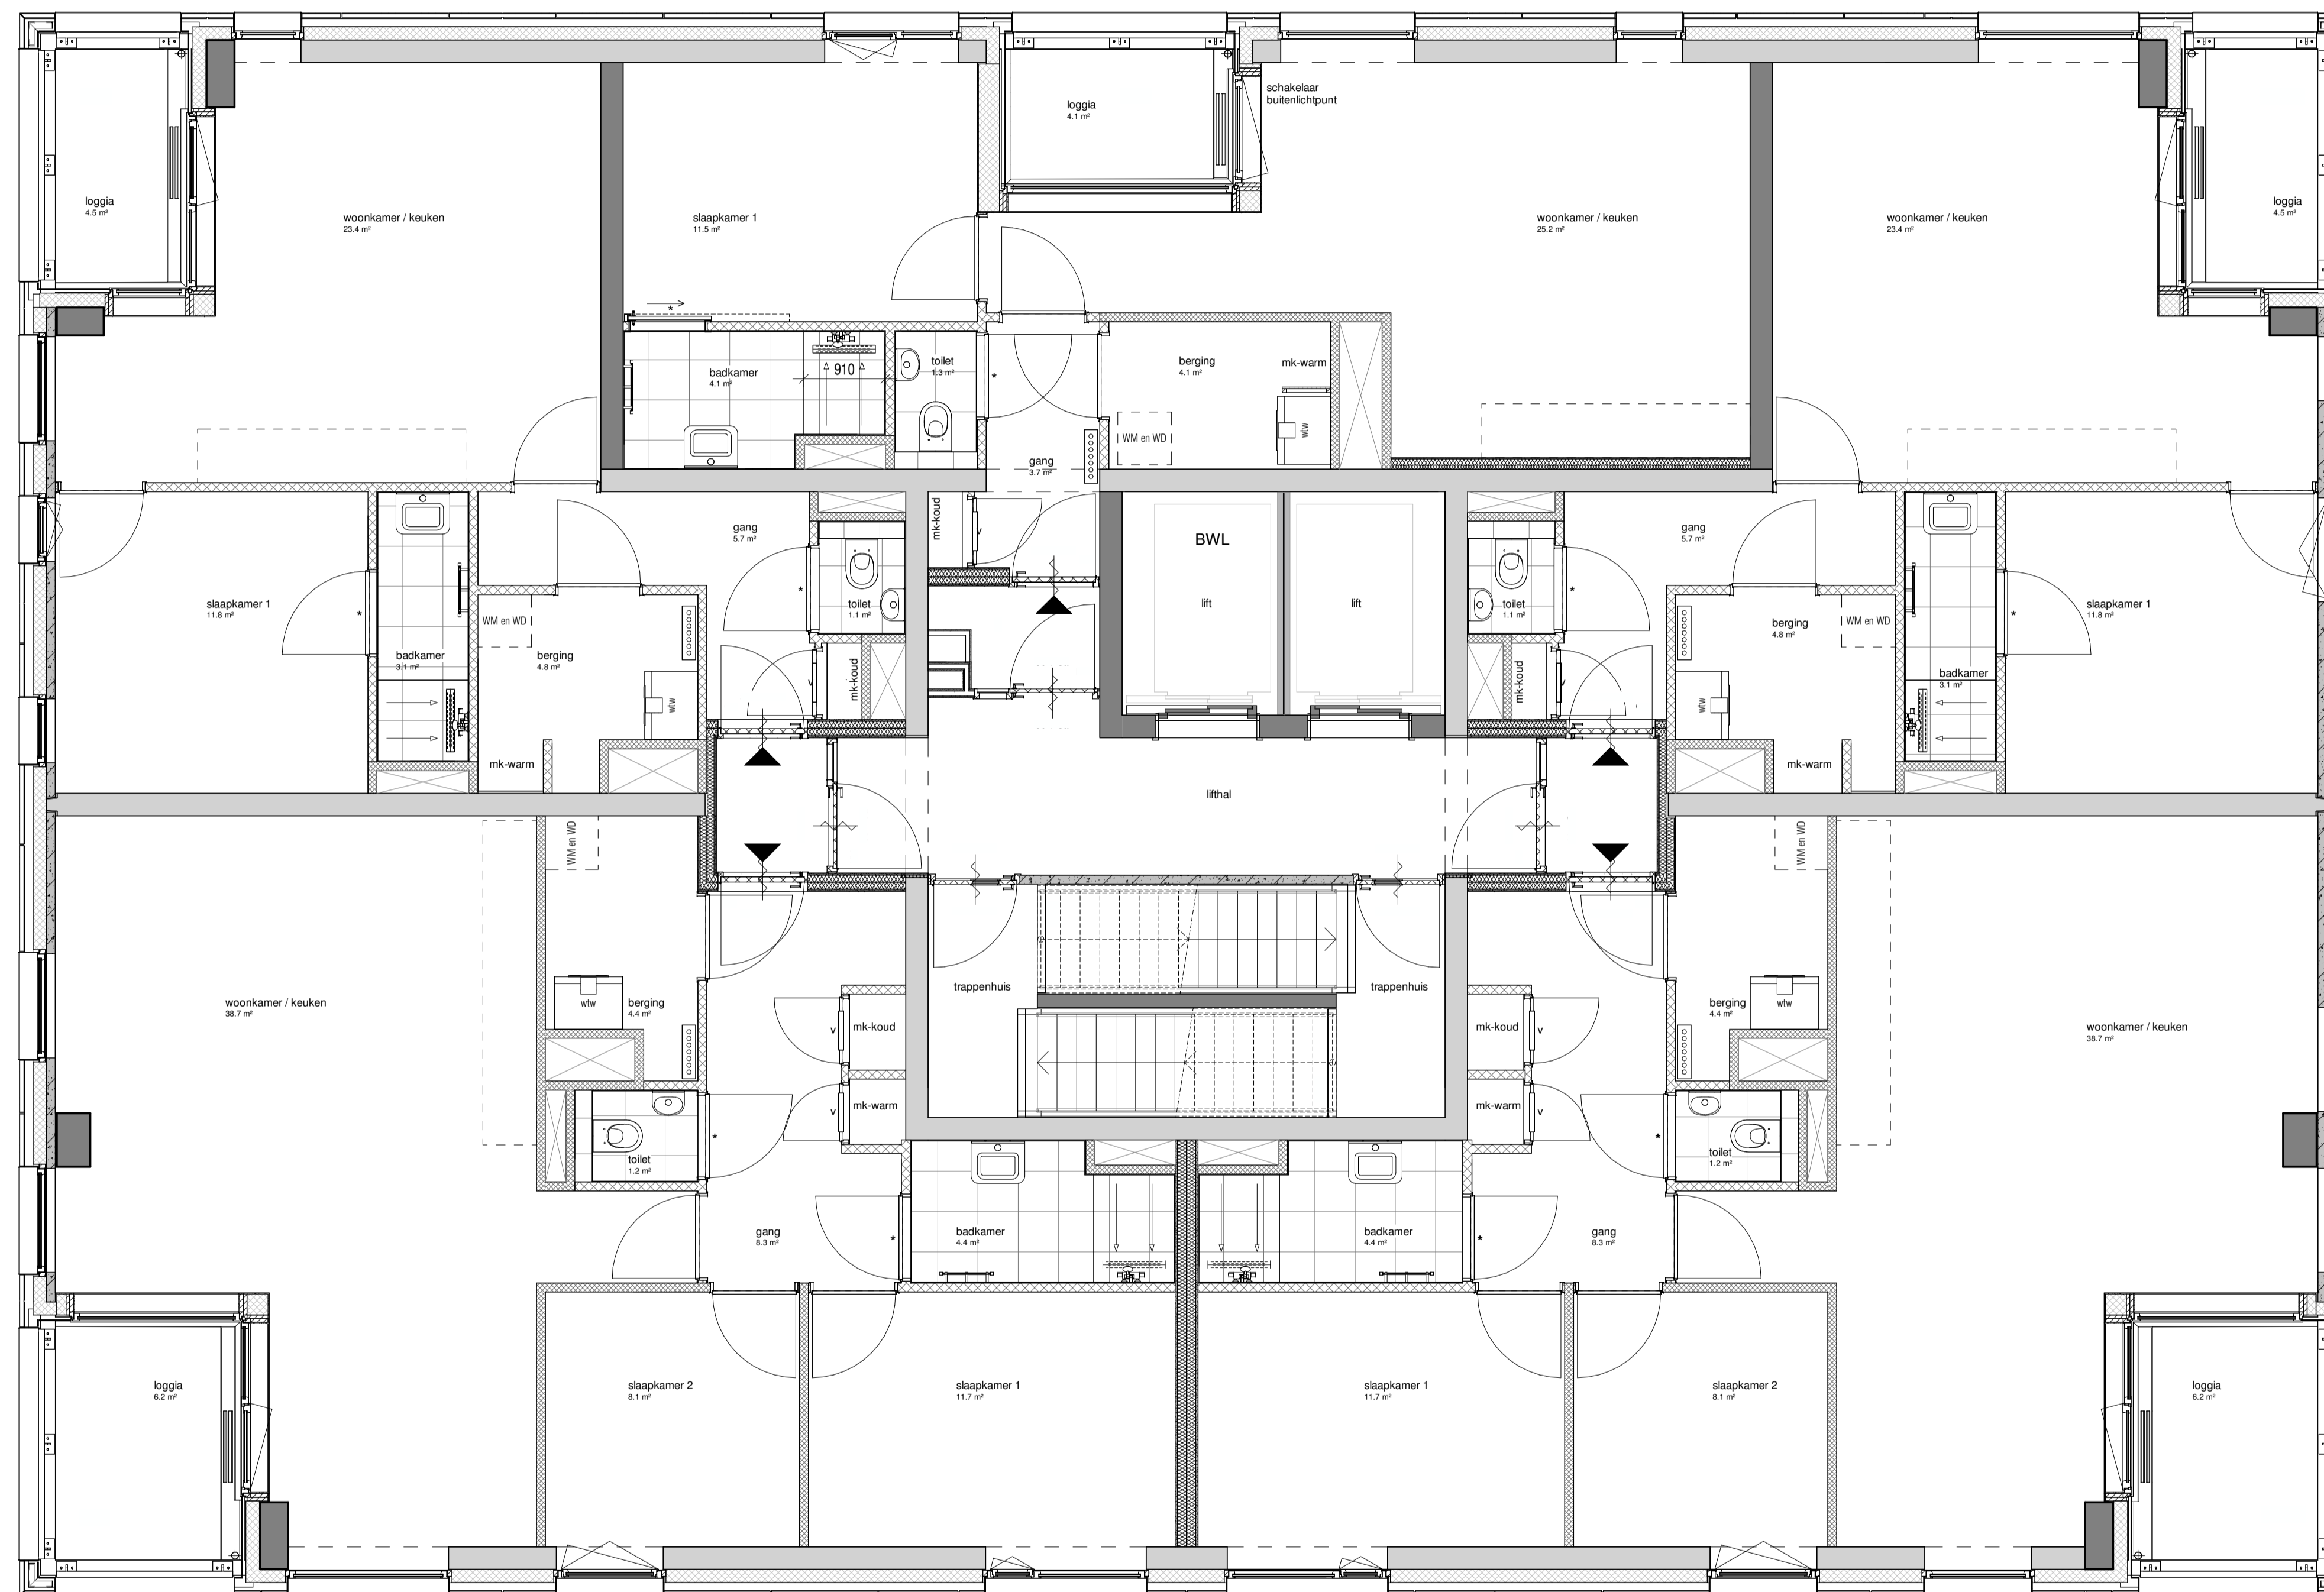 schakelaar
buitenlichtpunt
loggia
4.1 m²
loggia
4.5 m²
woonkamer / keuken
23.4 m²
slaapkamer 1
11.5 m²
woonkamer / keuken
25.2 m²
woonkamer / keuken
23.4 m²
loggia
4.5 m²
*
badkamer
4.1 m²
910
toilet
1.3 m²
*
berging
4.1 m²
mk-warm
WM en WD
wtw
gang
3.7 m²
mk-koud
v
gang
5.7 m²
BWL
lift
lift
gang
5.7 m²
slaapkamer 1
11.8 m²
*
badkamer
3.1 m²
WM en WD
berging
4.8 m²
wtw
mk-warm
*
toilet
1.1 m²
v
mk-koud
toilet
1.1 m²
*
mk-koud
v
berging
4.8 m²
WM en WD
wtw
mk-warm
badkamer
3.1 m²
*
slaapkamer 1
11.8 m²
lifthal
WM en WD
WM en WD
woonkamer / keuken
38.7 m²
wtw
berging
4.4 m²
v
mk-koud
trappenhuis
trappenhuis
mk-koud
v
berging
4.4 m²
wtw
woonkamer / keuken
38.7 m²
v
mk-warm
mk-warm
v
toilet
1.2 m²
*
*
toilet
1.2 m²
gang
8.3 m²
*
badkamer
4.4 m²
badkamer
4.4 m²
*
gang
8.3 m²
loggia
6.2 m²
slaapkamer 2
8.1 m²
slaapkamer 1
11.7 m²
slaapkamer 1
11.7 m²
slaapkamer 2
8.1 m²
loggia
6.2 m²